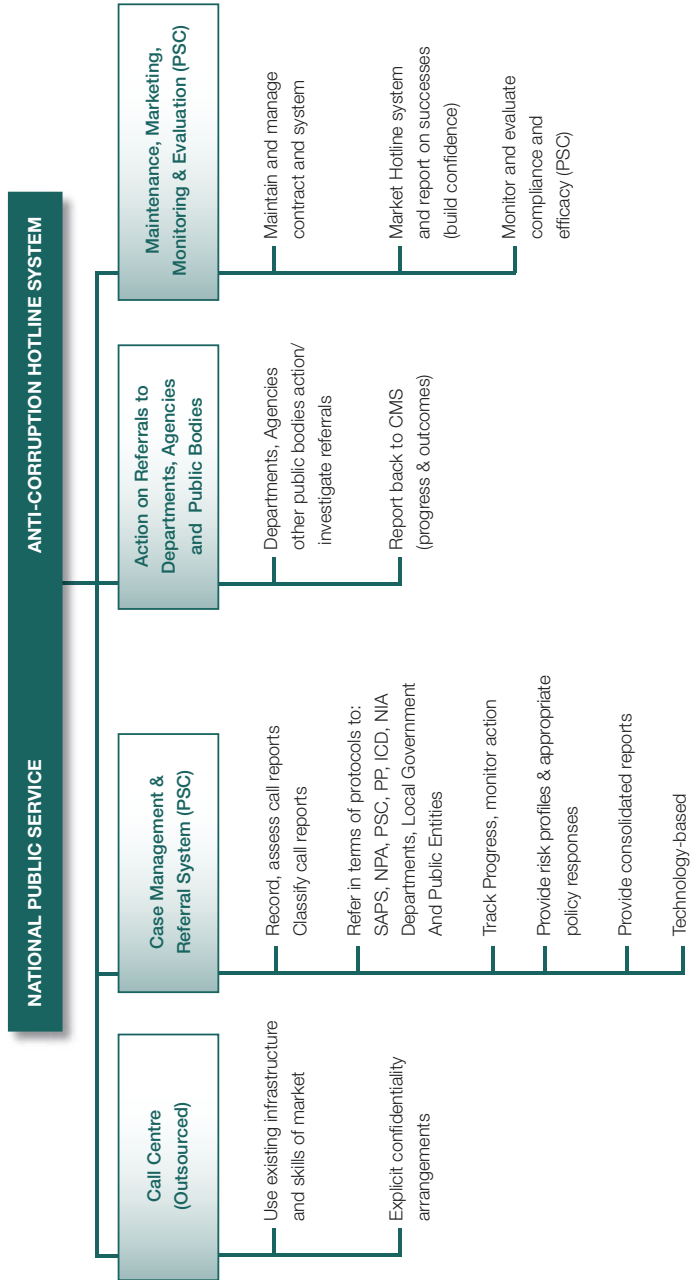 NATIONAL PUBLIC SERVICE ANTI-CORRUPTION HOTLINE SYSTEM
Call Centre
(Outsourced)
Use existing infrastructure
and skills of market
Explicit confidentiality
arrangements
Case Management &
Referral System (PSC)
Record, assess call reports
Classify call reports
Refer in terms of protocols to:
SAPS, NPA, PSC, PP, ICD, NIA
Departments, Local Government
And Public Entities
Track Progress, monitor action
Provide risk profiles & appropriate
policy responses
Provide consolidated reports
Technology-based
Action on Referrals to
Departments, Agencies
and Public Bodies
Departments, Agencies
other public bodies action/
investigate referrals
Report back to CMS
(progress & outcomes)
Maintenance, Marketing,
Monitoring & Evaluation (PSC)
Maintain and manage
contract and system
Market Hotline system
and report on successes
(build confidence)
Monitor and evaluate
compliance and
efficacy (PSC)